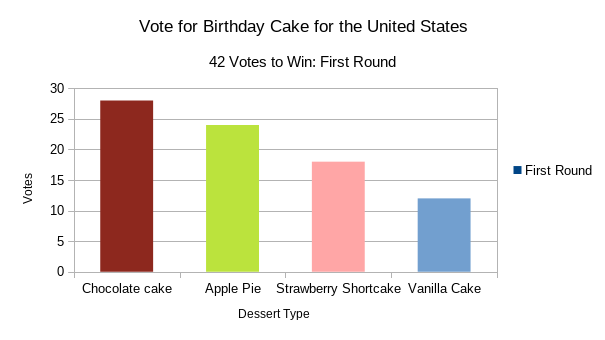 Vote for Birthday Cake for the United States
42 Votes to Win: First Round
30
25
20
15
10
5
0
Votes
First Round
Chocolate cake
Apple Pie
Strawberry Shortcake
Vanilla Cake
Dessert Type